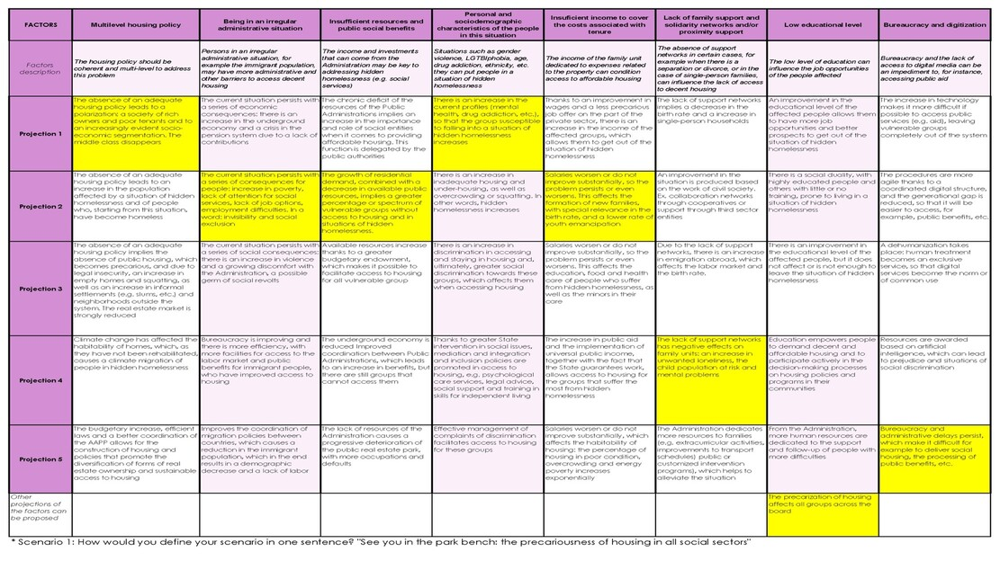 FACTORS
Multilevel housing policy
Being in an irregular
administrative situation
Insufficient resources and
public social benefits
Personal and
sociodemographic
characteristics of the people
in this situation
Insuficient income to cover
the costs associated with
tenure
Lack of family support and
solidarity networks and/or
proximity support
Low educational level
Bureaucracy and digitization
Factors
description
The housing policy should be
coherent and multi-level to address
this problem
Persons in an irregular
administrative situation, for
example the immigrant population,
may have more administrative and
other barriers to access decent
housing
The income and investments
that can come from the
Administration may be key to
addressing hidden
homelessness (e.g. social
services)
Situations such as gender
violence, LGTBIphobia, age,
drug addiction, ethnicity, etc.
they can put people in a
situation of hidden
homelessness
The income of the family unit
dedicated to expenses related
to the property can condition
access to affordable housing
The absence of support
networks in certain cases, for
example when there is a
separation or divorce, or in the
case of single-parent families,
can influence the lack of access
to decent housing
The low level of education can
influence the job opportunities
of the people affected
Bureaucracy and the lack of
access to digital media can be
an impediment to, for instance,
accessing public aid
Projection 1
The absence of an adequate
housing policy leads to a
polarization: a society of rich
owners and poor tenants and to
an increasingly evident socio-
economic segmentation. The
middle class disappears
The current situation persists with
a series of economic
consequences: there is an
increase in the underground
economy and a crisis in the
pension system due to a lack of
contributions
The chronic deficit of the
resources of the Public
Administrations implies an
increase in the importance
and role of social entities
when it comes to providing
affordable housing. This
function is delegated by the
public authorities
There is an increase in the
current profiles (mental
health, drug addiction, etc.),
so that the group susceptible
to falling into a situation of
hidden homelessness
increases
Thanks to an improvement in
wages and a less precarious
job offer on the part of the
private sector, there is an
increase in the income of the
affected groups, which
allows them to get out of the
situation of hidden
homelessness
The lack of support networks
implies a decrease in the
birth rate and a increase in
single-person households
An improvement in the
educational level of the
affected people allows them
to have more job
opportunities and better
prospects to get out of the
situation of hidden
homelessness
The increase in technology
makes it more difficult if
possible to access public
services (e.g. aid), leaving
vulnerable groups
completely out of the system
Projection 2
The absence of an adequate
housing policy leads to an
increase in the population
affected by a situation of hidden
homelessness and of people
who, starting from this situation,
have become homeless
The current situation persists with
a series of consequences for
people: increase in poverty,
lack of attention for social
services, lack of job options,
emotional deficits. In a
word: invisibility and social
exclusion
The growth of residential
demand, combined with a
decrease in available public
resources, implies a greater
percentage or spectrum of
vulnerable groups without
access to housing and in
situations of hidden
homelessness.
There is an increase in
inadequate housing and
under-housing, as well as
overcrowding or squatting. In
other words, hidden
homelessness increases
Salaries worsen or do not
improve substantially, so the
problem persists or even
worsens. This affects the
formation of new families,
with special relevance in the
birth rate, and a lower rate of
youth emancipation.
An improvement in the
situation is produced based
on the work of civil society.
Ex. collaboration networks
through cooperatives or
support through third sector
entities
There is a social duality, with
highly educated people and
others with little or no
training, prone to living in a
situation of hidden
homelessness
The procedures are more
agile thanks to a
coordinated digital structure,
and the generational gap is
reduced, so that it will be
easier to access, for
example, public benefits, etc.
Projection 3
The absence of an adequate
housing policy implies the
absence of public housing, which
becomes precarious, and due to
legal insecurity, an increase in
empty homes and squatting, as
well as an increase in informal
settlements (e.g. slums, etc.) and
neighborhoods outside the
system. The real estate market is
strongly reduced
The current situation persists with
a series of social consequences:
there is an increase in violence
and a growing discomfort with
the Administration, a possible
germ of social revolts
Available resources increase
thanks to a greater
budgetary endowment,
which makes it possible to
facilitate access to housing
for all vulnerable group
There is an increase in
discrimination in accessing
and staying in housing and,
ultimately, greater social
discrimination towards these
groups, which affects them
when accessing housing
Salaries worsen or do not
improve substantially, so the
problem persists or even
worsens. This affects the
education, food and health
care of people who suffer
from hidden homelessness, as
well as the minors in their
care
Due to the lack of support
networks, there is an increase
in emigration abroad, which
affects the labor market and
the birth rate.
There is an improvement in
the educational level of the
affected people, but it does
not affect or is not enough to
leave the situation of hidden
homelessness
A dehumanization takes
place; human treatment
becomes an exclusive
service, so that digital
services become the norm or
of common use
Projection 4
Climate change has affected the
habitability of homes, which, as
they have not been rehabilitated,
causes a climate migration of
people in hidden homelessness
Bureaucracy is improving and
there is more efficiency, with
more facilities for access to the
labor market and public
benefits for immigrant people,
who have improved access to
housing
The underground economy is
reduced Improved
coordination between Public
Administrations, which leads
to an increase in benefits, but
there are still groups that
cannot access them
Thanks to greater State
intervention in social issues,
mediation and integration
and inclusion policies are
promoted in access to
housing, e.g. psychological
care services, legal advice,
social support and training in
skills for independent living
The increase in public aid
and the implementation of
universal public income,
together with the fact that
the State guarantees work,
allows access to housing for
the groups that suffer the
most from hidden
homelessness
The lack of support networks
has negative effects on
family units: an increase in
unwanted loneliness, the
child population at risk and
mental problems
Education empowers people
to demand decent and
affordable housing and to
participate actively in the
decision-making processes
on housing policies and
programs in their
communities
Resources are awarded
based on artificial
intelligence, which can lead
to prejudice and situations of
social discrimination
Projection 5
The budgetary increase, efficient
laws and a better coordination of
the AAPP allows for the
construction of housing and
policies that promote the
diversification of forms of real
estate ownership and sustainable
access to housing
Improves the coordination of
migration policies between
countries, which causes a
reduction in the immigrant
population, which in the end
results in a demographic
decrease and a lack of labor
The lack of resources of the
Administration causes a
progressive deterioration of
the public real estate park,
with more occupations and
defaults
Effective management of
complaints of discrimination
facilitates access to housing
for these groups
Salaries worsen or do not
improve substantially, which
affects the habitability of
housing: the percentage of
housing in poor condition,
overcrowding and energy
poverty increases
exponentially
The Administration dedicates
more resources to families
(e.g. extracurricular activities,
improvements to transport
schedules) public or
customized intervention
programs), which helps to
alleviate the situation
From the Administration,
more human resources are
dedicated to the support
and follow-up of people with
more difficulties
Bureaucracy and
administrative delays persist,
which make it difficult for
example to deliver social
housing, the processing of
public benefits, etc.
Other
projections of
the factors can
be proposed
The precarization of housing
affects all groups across the
board
* Scenario 1: How would you define your scenario in one sentence? "See you in the park bench: the precariousness of housing in all social sectors"